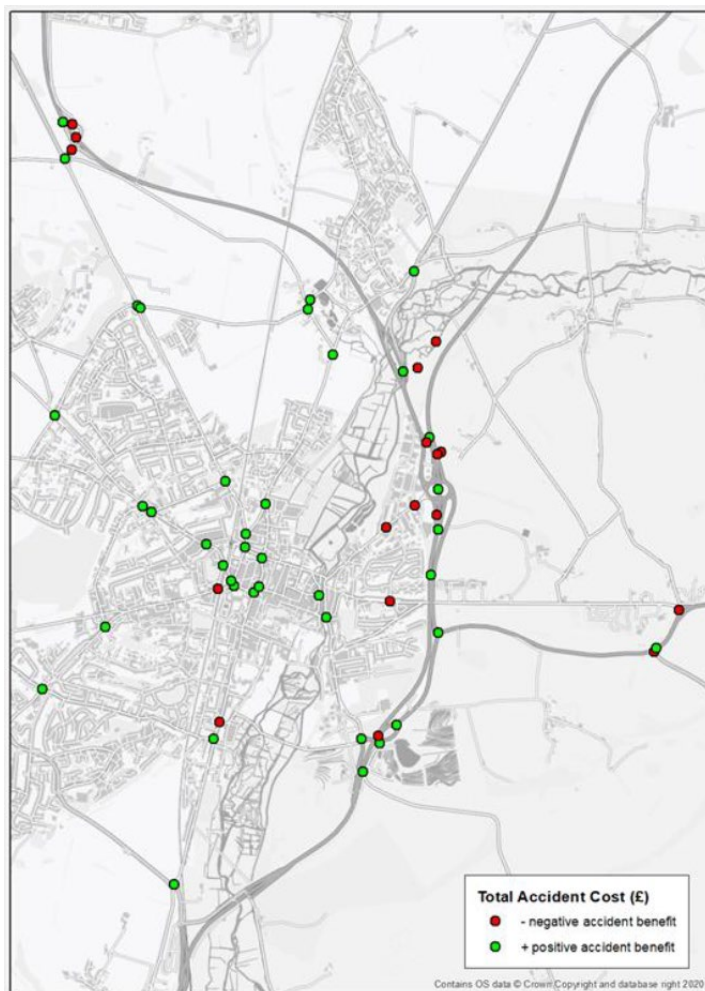 Total Accident Cost (£)
- negative accident benefit
+ positive accident benefit
Contains OS data © Crown Copyright and database right 2020